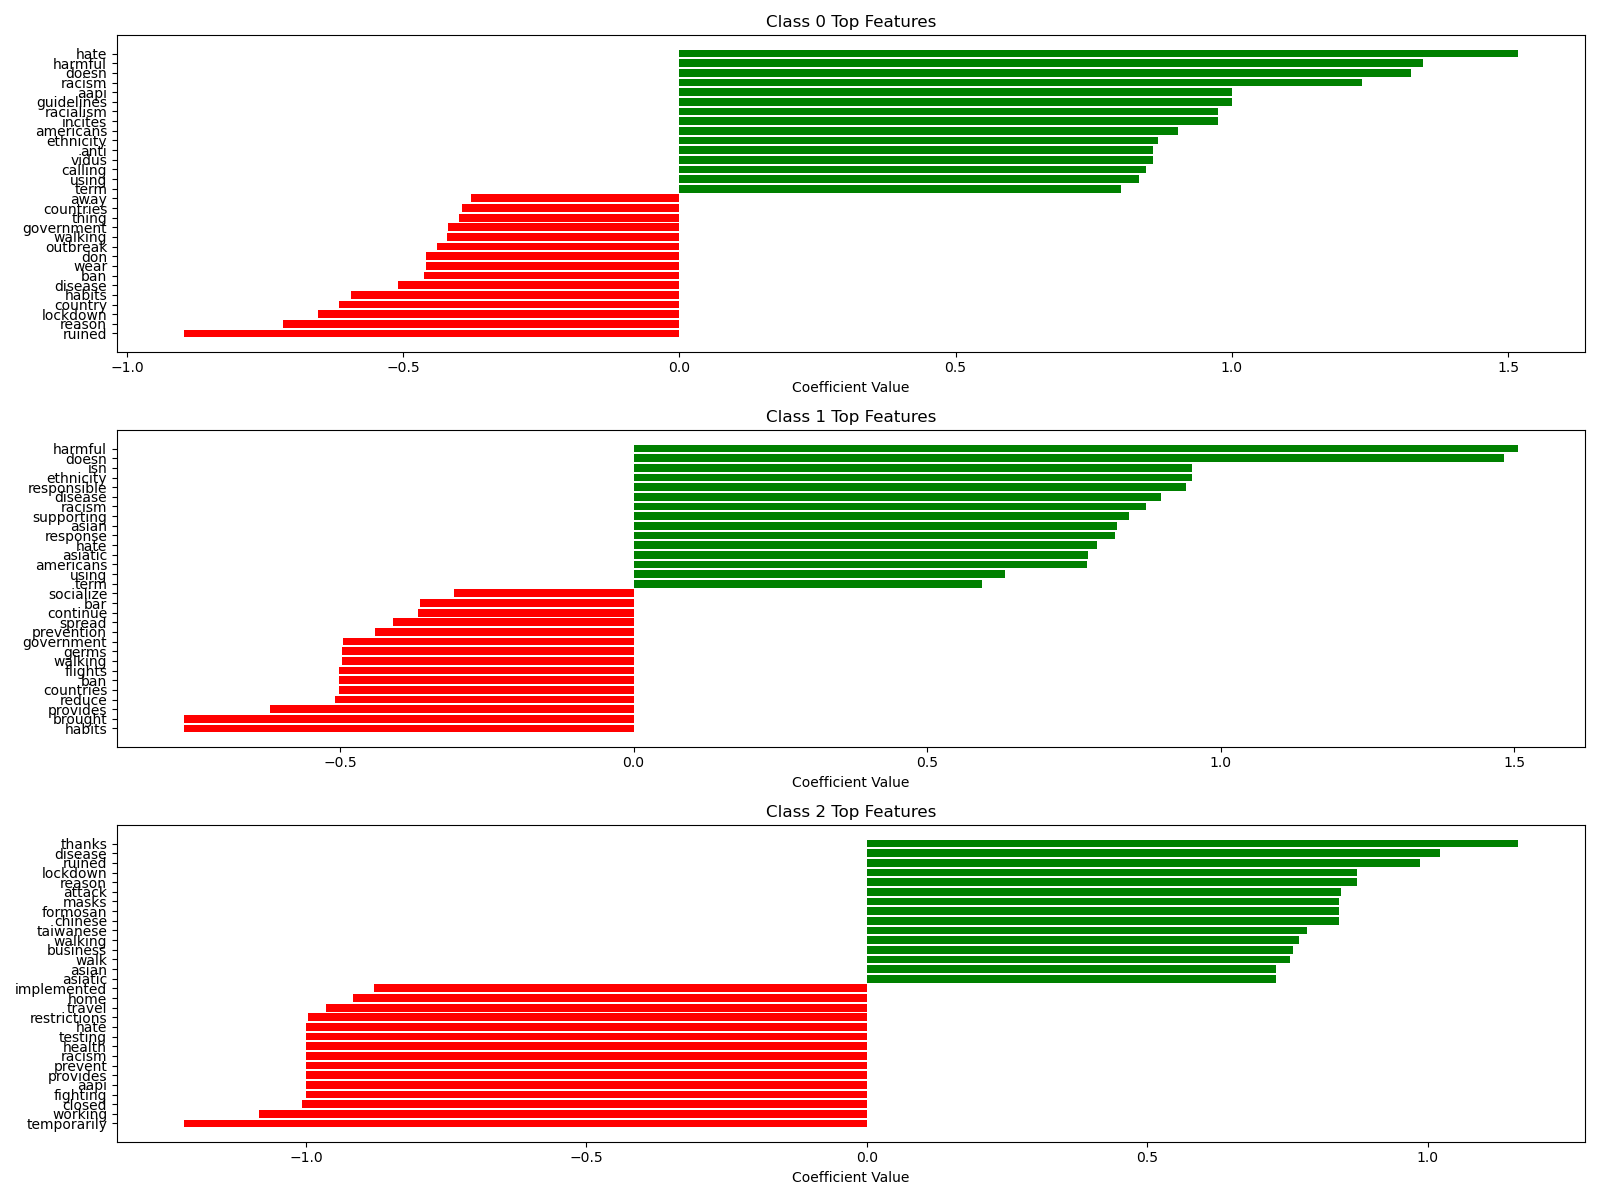 Class 0 Top Features
hate
harmful
doesn
racism
aapi
guidelines
racialism
incites
americans
ethnicity
anti
vidus
calling
using
term
away
countries
thing
government
walking
outbreak
don
wear
ban
disease
habits
country
lockdown
reason
ruined
−1.0 −0.5 0.0 0.5 1.0 1.5
Coefficient Value
Class 1 Top Features
harmful
doesn
isn
ethnicity
responsible
disease
racism
supporting
asian
response
hate
asiatic
americans
using
term
socialize
bar
continue
spread
prevention
government
germs
walking
flights
ban
countries
reduce
provides
brought
habits
−0.5 0.0 0.5 1.0 1.5
Coefficient Value
Class 2 Top Features
thanks
disease
ruined
lockdown
reason
attack
masks
formosan
chinese
taiwanese
walking
business
walk
asian
asiatic
implemented
home
travel
restrictions
hate
testing
health
racism
prevent
provides
aapi
fighting
closed
working
temporarily
−1.0 −0.5 0.0 0.5 1.0
Coefficient Value